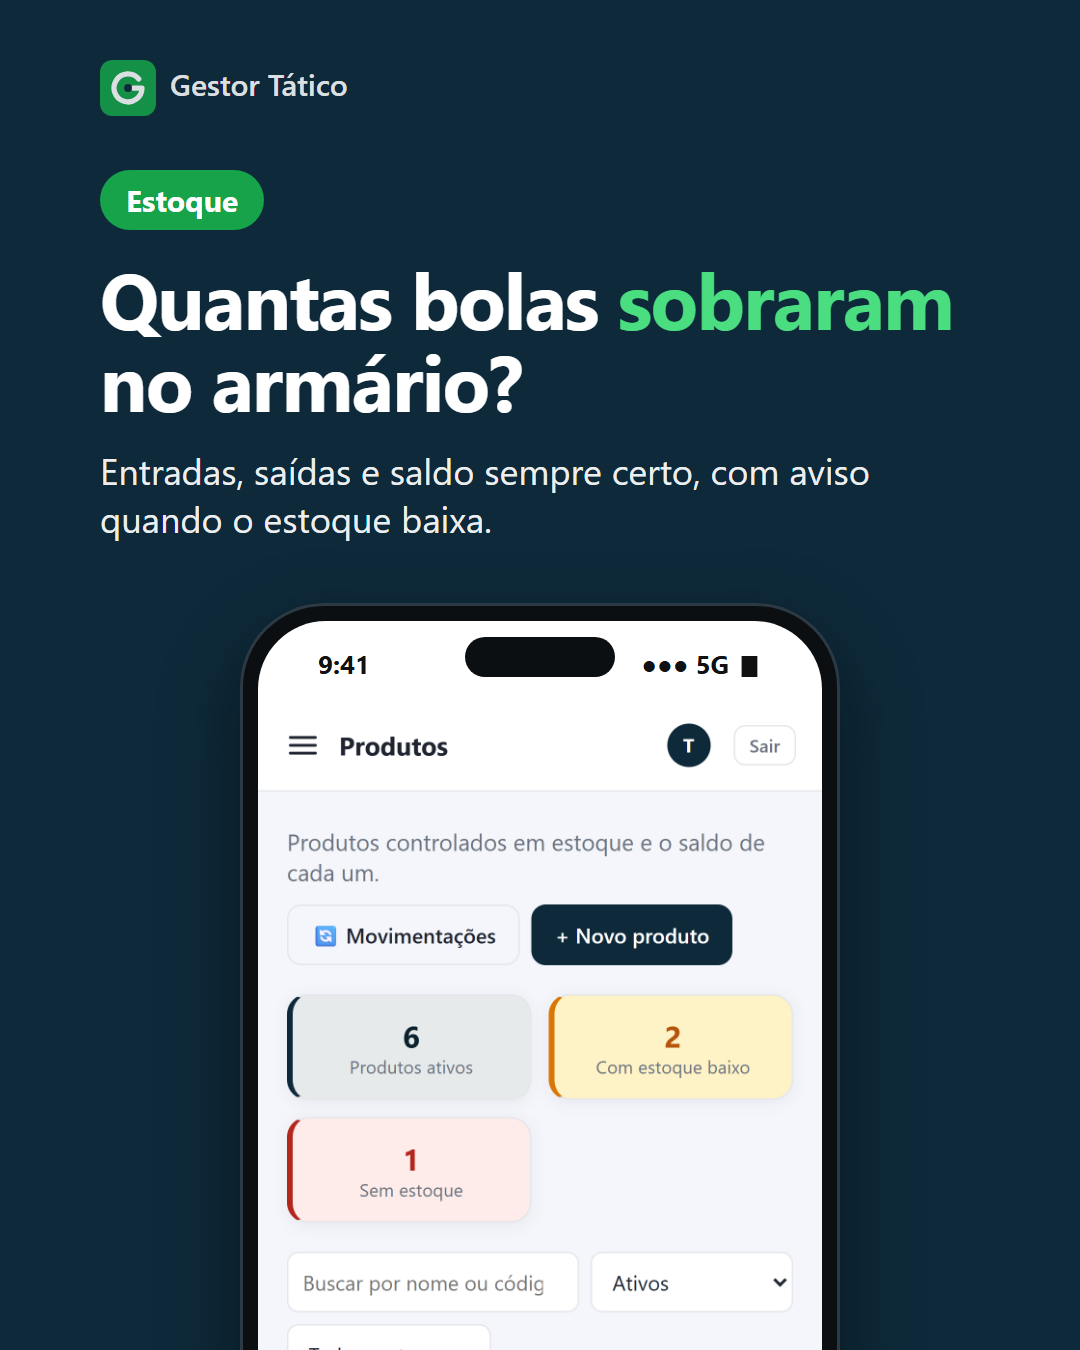 Gestor Tático
Estoque
Quantas bolas sobraram
no armário?
Entradas, saídas e saldo sempre certo, com aviso
quando o estoque baixa.
9:41
5G
Produtos
T
Sair
Produtos controlados em estoque e o saldo de
cada um.
Movimentações
+ Novo produto
6
Produtos ativos
2
Com estoque baixo
1
Sem estoque
Buscar por nome ou códig
Ativos